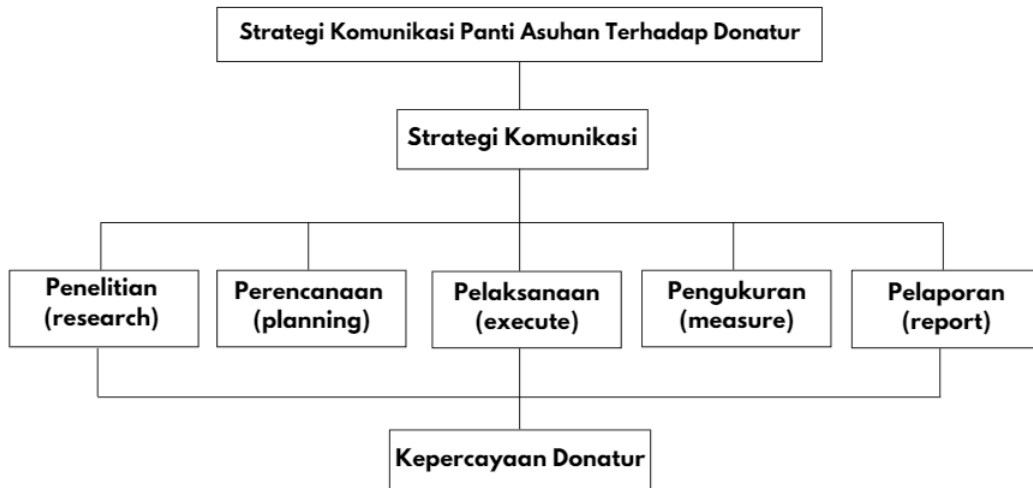 Strategi Komunikasi Panti Asuhan Terhadap Donatur
Strategi Komunikasi
Penelitian
(research)
Perencanaan
(planning)
Pelaksanaan
(execute)
Pengukuran
(measure)
Pelaporan
(report)
Kepercayaan Donatur